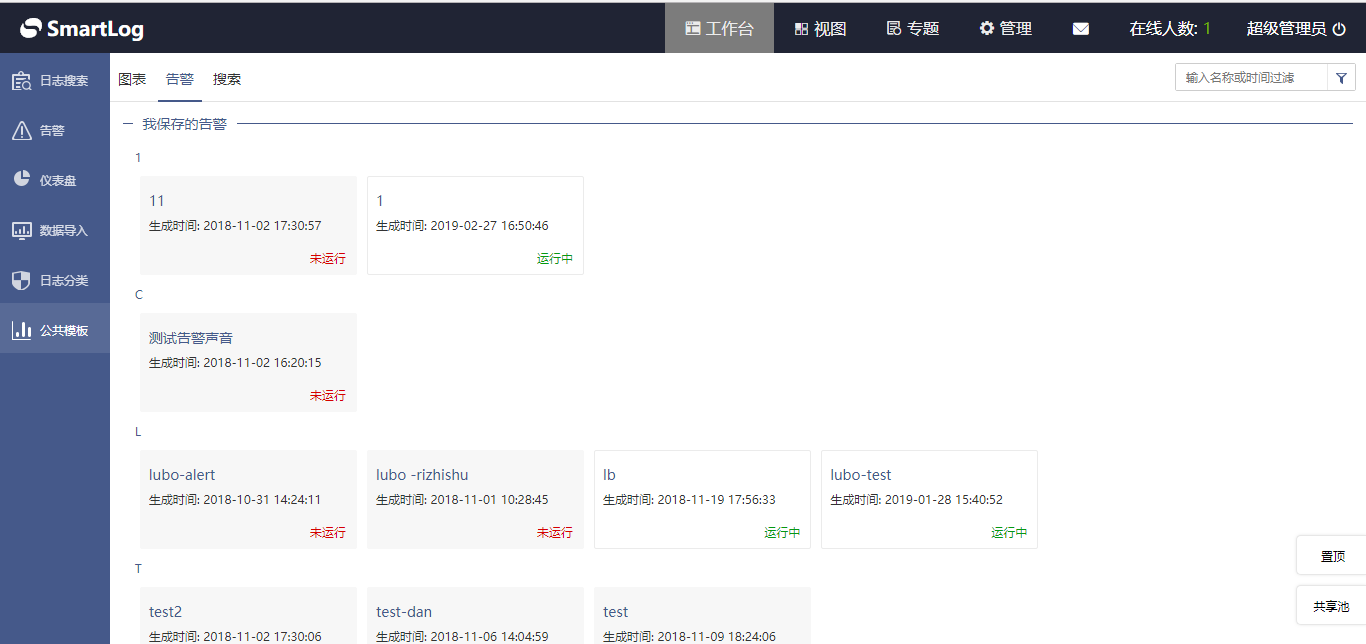 SmartLog
工作台
视图
专题
管理
在线人数: 1
超级管理员
日志搜索
告警
仪表盘
数据导入
日志分类
公共模板
图表
告警
搜索
输入名称或时间过滤
我保存的告警
1
11
生成时间: 2018-11-02 17:30:57
未运行
1
生成时间: 2019-02-27 16:50:46
运行中
C
测试告警声音
生成时间: 2018-11-02 16:20:15
未运行
L
lubo-alert
生成时间: 2018-10-31 14:24:11
未运行
lubo -rizhishu
生成时间: 2018-11-01 10:28:45
未运行
lb
生成时间: 2018-11-19 17:56:33
运行中
lubo-test
生成时间: 2019-01-28 15:40:52
运行中
T
test2
生成时间: 2018-11-02 17:30:06
test-dan
生成时间: 2018-11-06 14:04:59
test
生成时间: 2018-11-09 18:24:06
置顶
共享池